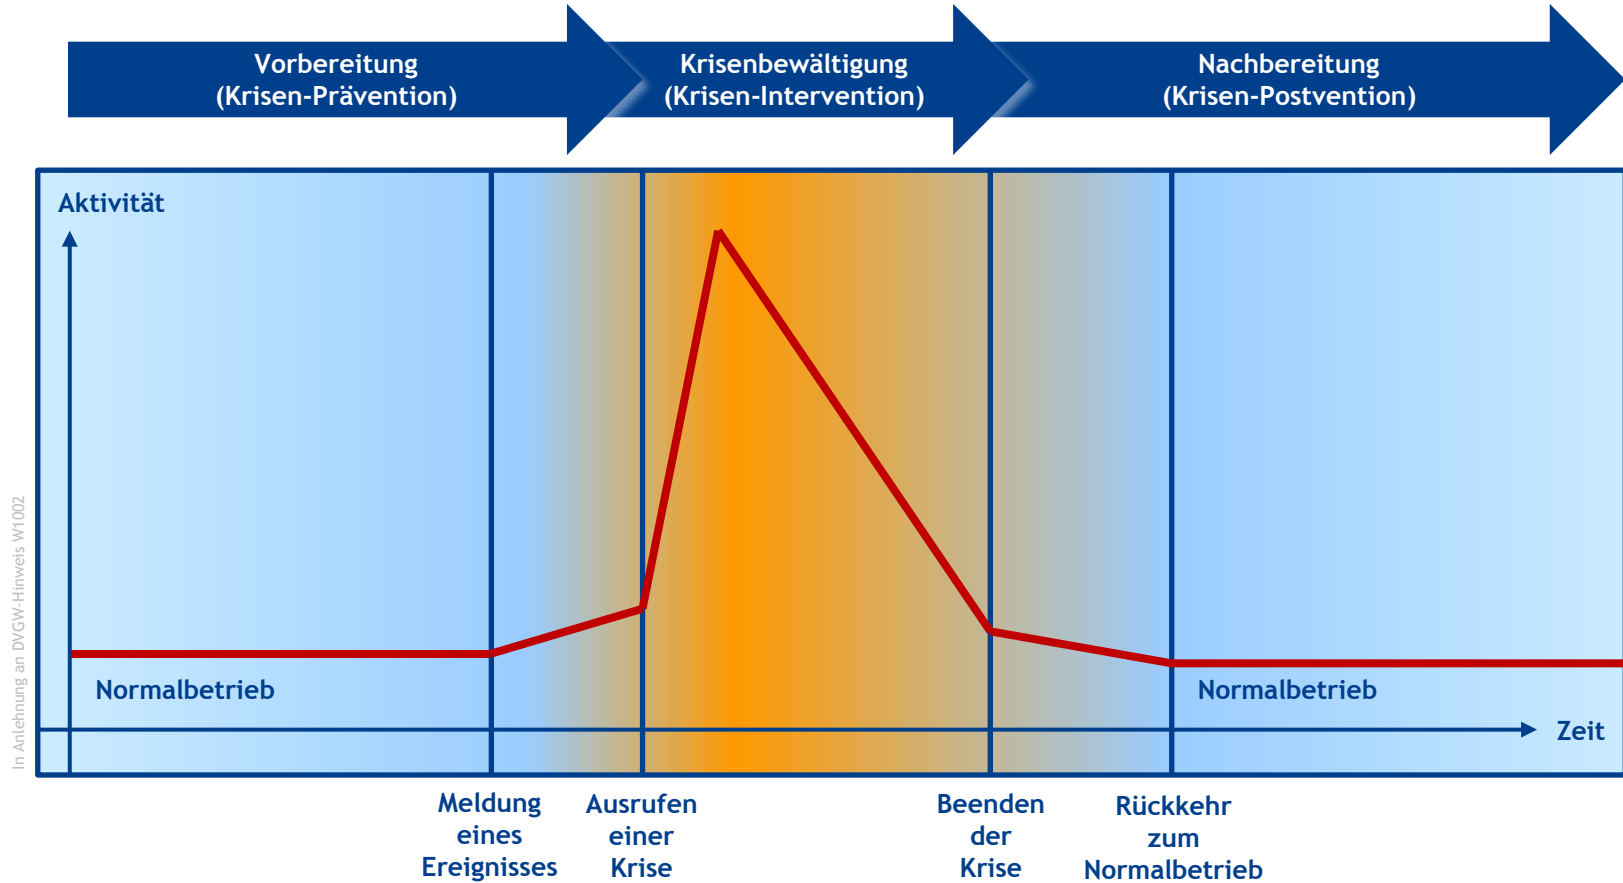 Vorbereitung
(Krisen-Prävention)
Krisenbewältigung
(Krisen-Intervention)
Nachbereitung
(Krisen-Postvention)
Aktivität
Normalbetrieb
Normalbetrieb
Zeit
Meldung
eines
Ereignisses
Ausrufen
einer
Krise
Beenden
der
Krise
Rückkehr
zum
Normalbetrieb
In Anlehnung an DVGW-Hinweis W1002